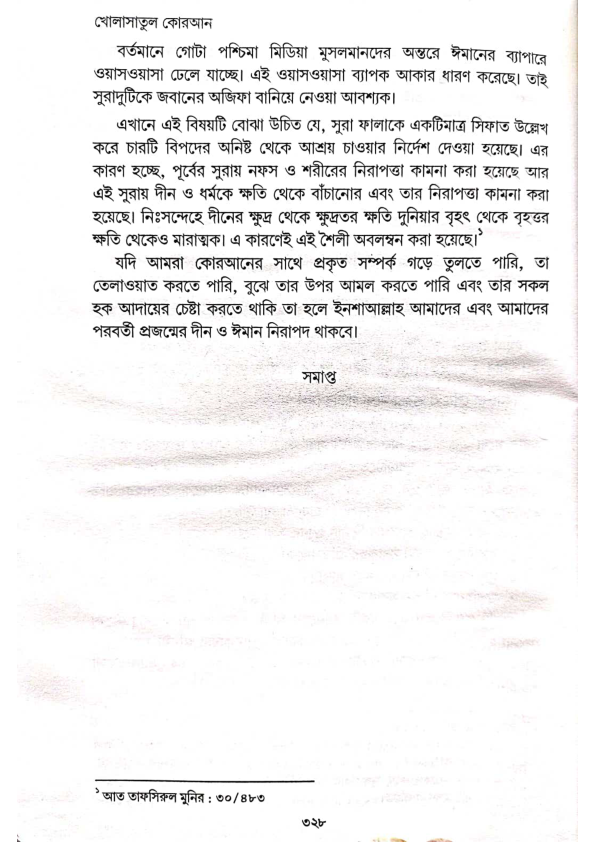 খোলাসাতুল কোরআন
বর্তমানে গোটা পশ্চিমা মিডিয়া মুসলমানদের অন্তরে ঈমানের ব্যাপারে
ওয়াসওয়াসা ঢেলে যাচ্ছে। এই ওয়াসওয়াসা ব্যাপক আকার ধারণ করেছে। তাই
সুরাদুটিকে জবানের অজিফা বানিয়ে নেওয়া আবশ্যক।
এখানে এই বিষয়টি বোঝা উচিত যে, সুরা ফালাকে একটিমাত্র সিফাত উল্লেখ
করে চারটি বিপদের অনিষ্ট থেকে আশ্রয় চাওয়ার নির্দেশ দেওয়া হয়েছে। এর
কারণ হচ্ছে, পূর্বের সুরায় নফস ও শরীরের নিরাপত্তা কামনা করা হয়েছে আর
এই সুরায় দীন ও ধর্মকে ক্ষতি থেকে বাঁচানোর এবং তার নিরাপত্তা কামনা করা
হয়েছে। নিঃসন্দেহে দীনের ক্ষুদ্র থেকে ক্ষুদ্রতর ক্ষতি দুনিয়ার বৃহৎ থেকে বৃহত্তর
ক্ষতি থেকেও মারাত্মক। এ কারণেই এই শৈলী অবলম্বন করা হয়েছে।১
যদি আমরা কোরআনের সাথে প্রকৃত সম্পর্ক গড়ে তুলতে পারি, তা
তেলাওয়াত করতে পারি, বুঝে তার উপর আমল করতে পারি এবং তার সকল
হক আদায়ের চেষ্টা করতে থাকি তা হলে ইনশাআল্লাহ আমাদের এবং আমাদের
পরবর্তী প্রজন্মের দীন ও ঈমান নিরাপদ থাকবে।
সমাপ্ত
১ আত তাফসিরুল মুনির : ৩০/৪৮৩
৩২৮